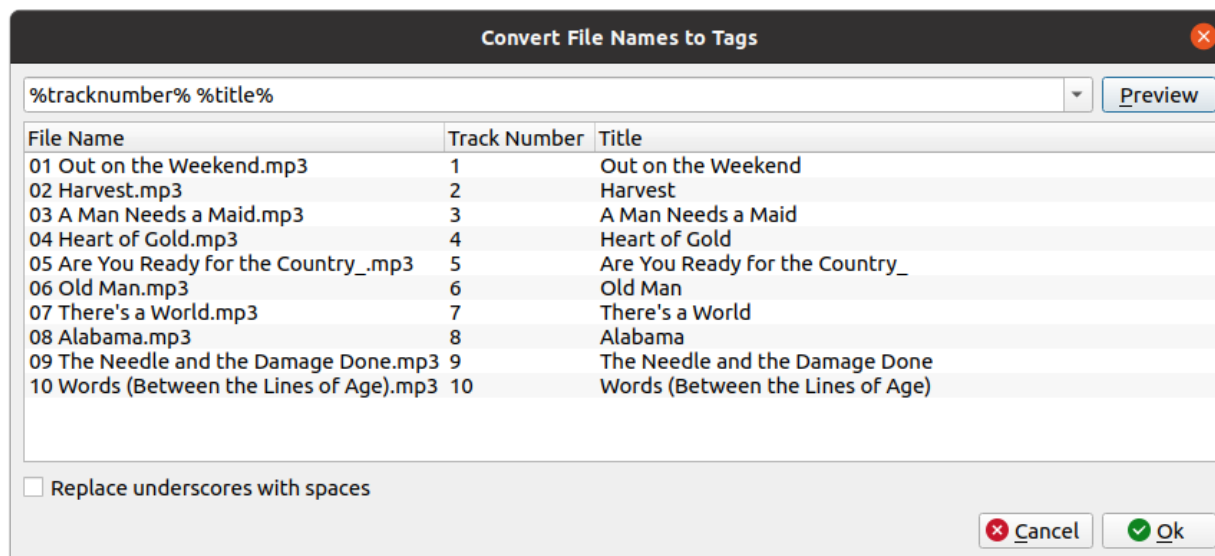 Convert File Names to Tags
%tracknumber% %title%
Preview
File Name Track Number Title
01 Out on the Weekend.mp3 1 Out on the Weekend
02 Harvest.mp3 2 Harvest
03 A Man Needs a Maid.mp3 3 A Man Needs a Maid
04 Heart of Gold.mp3 4 Heart of Gold
05 Are You Ready for the Country_.mp3 5 Are You Ready for the Country_
06 Old Man.mp3 6 Old Man
07 There's a World.mp3 7 There's a World
08 Alabama.mp3 8 Alabama
09 The Needle and the Damage Done.mp3 9 The Needle and the Damage Done
10 Words (Between the Lines of Age).mp3 10 Words (Between the Lines of Age)
Replace underscores with spaces
Cancel Ok